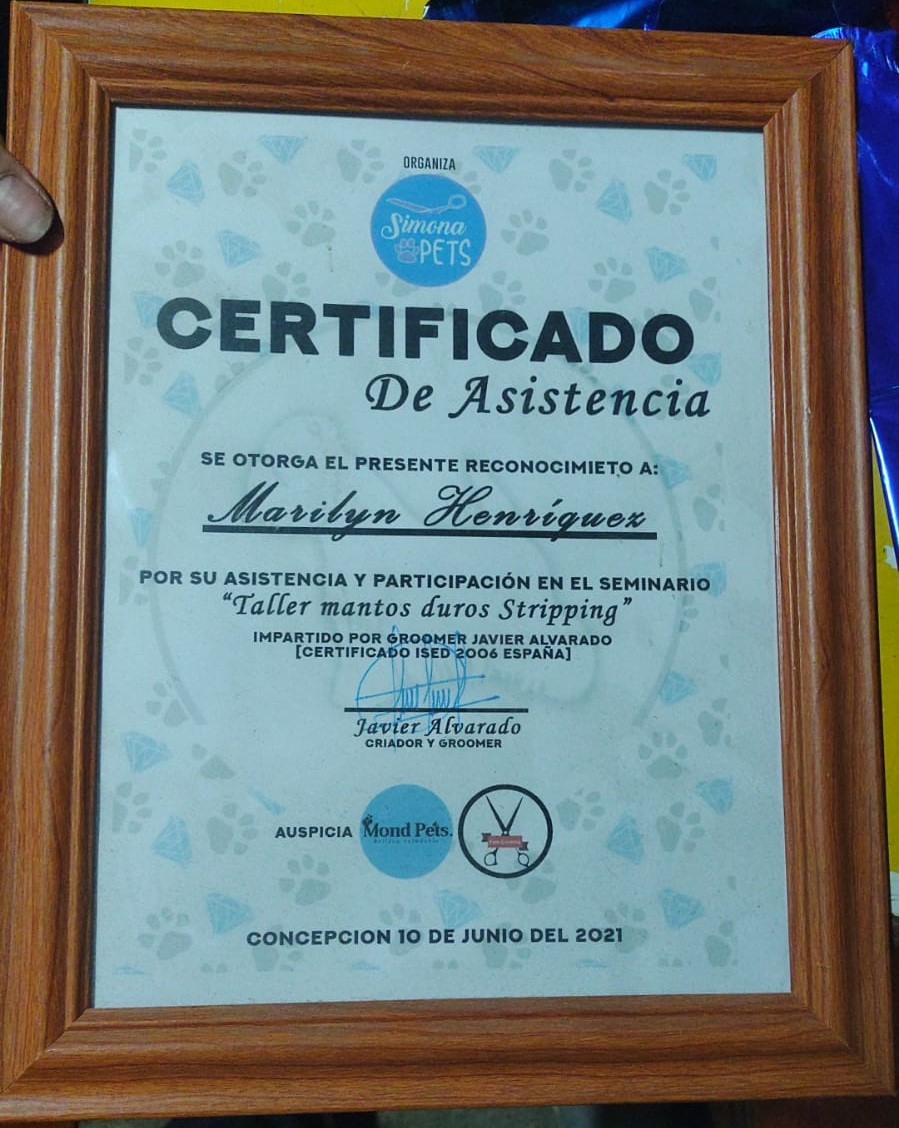 ORGANIZA
Simona
PETS
CERTIFICADO
De Asistencia
SE OTORGA EL PRESENTE RECONOCIMIETO A:
Marilyn Henríquez
POR SU ASISTENCIA Y PARTICIPACIÓN EN EL SEMINARIO
“Taller mantos duros Stripping”
IMPARTIDO POR GROOMER JAVIER ALVARADO
[CERTIFICADO ISED 2006 ESPAÑA]
Javier Alvarado
CRIADOR Y GROOMER
AUSPICIA Mond Pets.
CONCEPCION 10 DE JUNIO DEL 2021